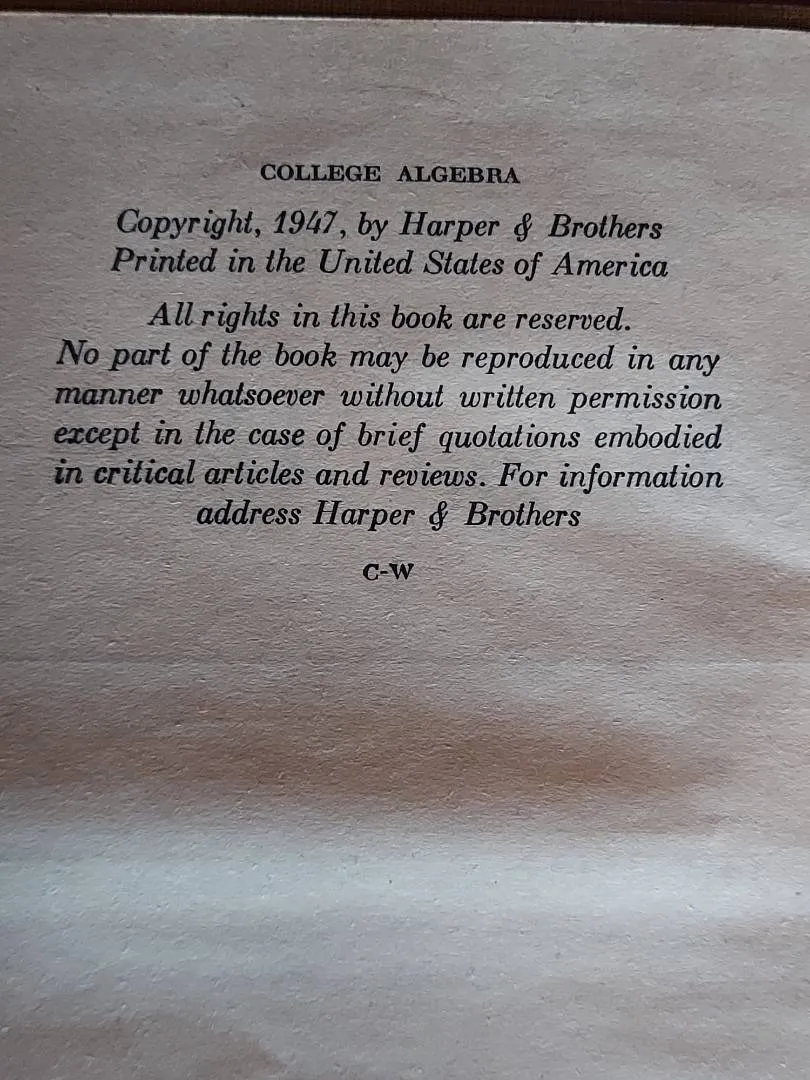 COLLEGE ALGEBRA
Copyright, 1947, by Harper & Brothers
Printed in the United States of America
All rights in this book are reserved.
No part of the book may be reproduced in any
manner whatsoever without written permission
except in the case of brief quotations embodied
in critical articles and reviews. For information
address Harper & Brothers
C-W